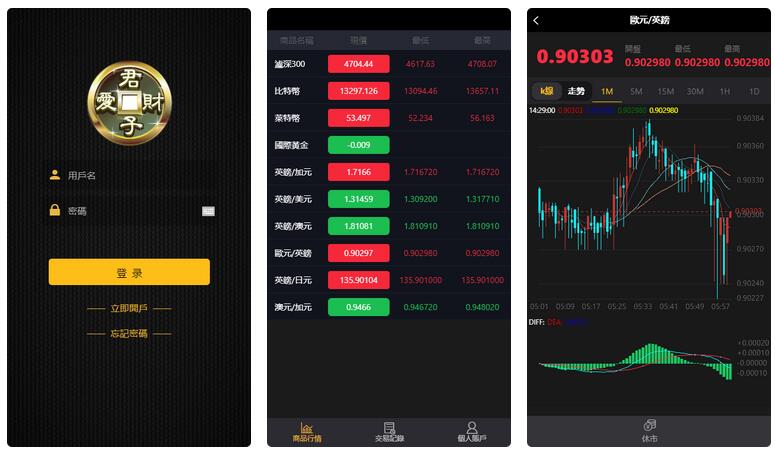 君
愛 財
子
用戶名
密碼
登 录
立即開戶
忘記密碼
商品名稱 現價 最低 最高
滬深300 4704.44 4617.63 4708.07
比特幣 13297.126 13094.46 13657.11
萊特幣 53.497 52.234 56.163
國際黃金 -0.009
英鎊/加元 1.7166 1.716720 1.716720
英鎊/美元 1.31459 1.309200 1.317710
英鎊/澳元 1.81081 1.810910 1.810910
歐元/英鎊 0.90297 0.902980 0.902980
英鎊/日元 135.90104 135.901000 135.901000
澳元/加元 0.9466 0.946720 0.948020
商品行情 交易記錄 個人賬戶
歐元/英鎊
0.90303
開盤 最低 最高
0.902980 0.902980 0.902980
k線 走势 1M 5M 15M 30M 1H 1D
14:29:00 0.90303 0.902980 0.902980
0.90384
0.90360
0.90330
0.90303
0.90300
0.90270
0.90240
0.90227
05:01 05:09 05:17 05:25 05:33 05:41 05:49 05:57
DIFF: DEA:
+0.00020
+0.00010
-0.00000
-0.00010
休市